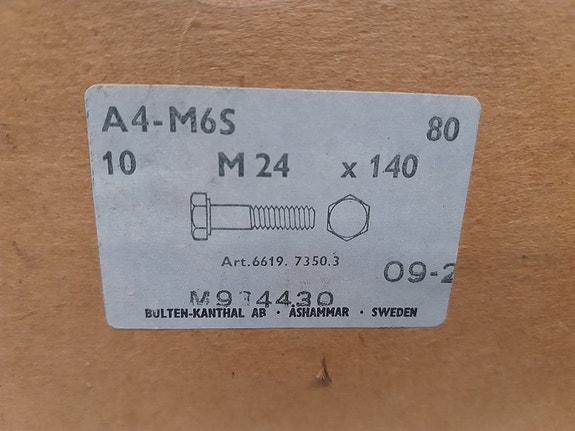 A4-M6S 80
10 M 24 x 140
Art.6619. 7350.3
09-2
BULTEN-KANTHAL AB · ÅSHAMMAR · SWEDEN